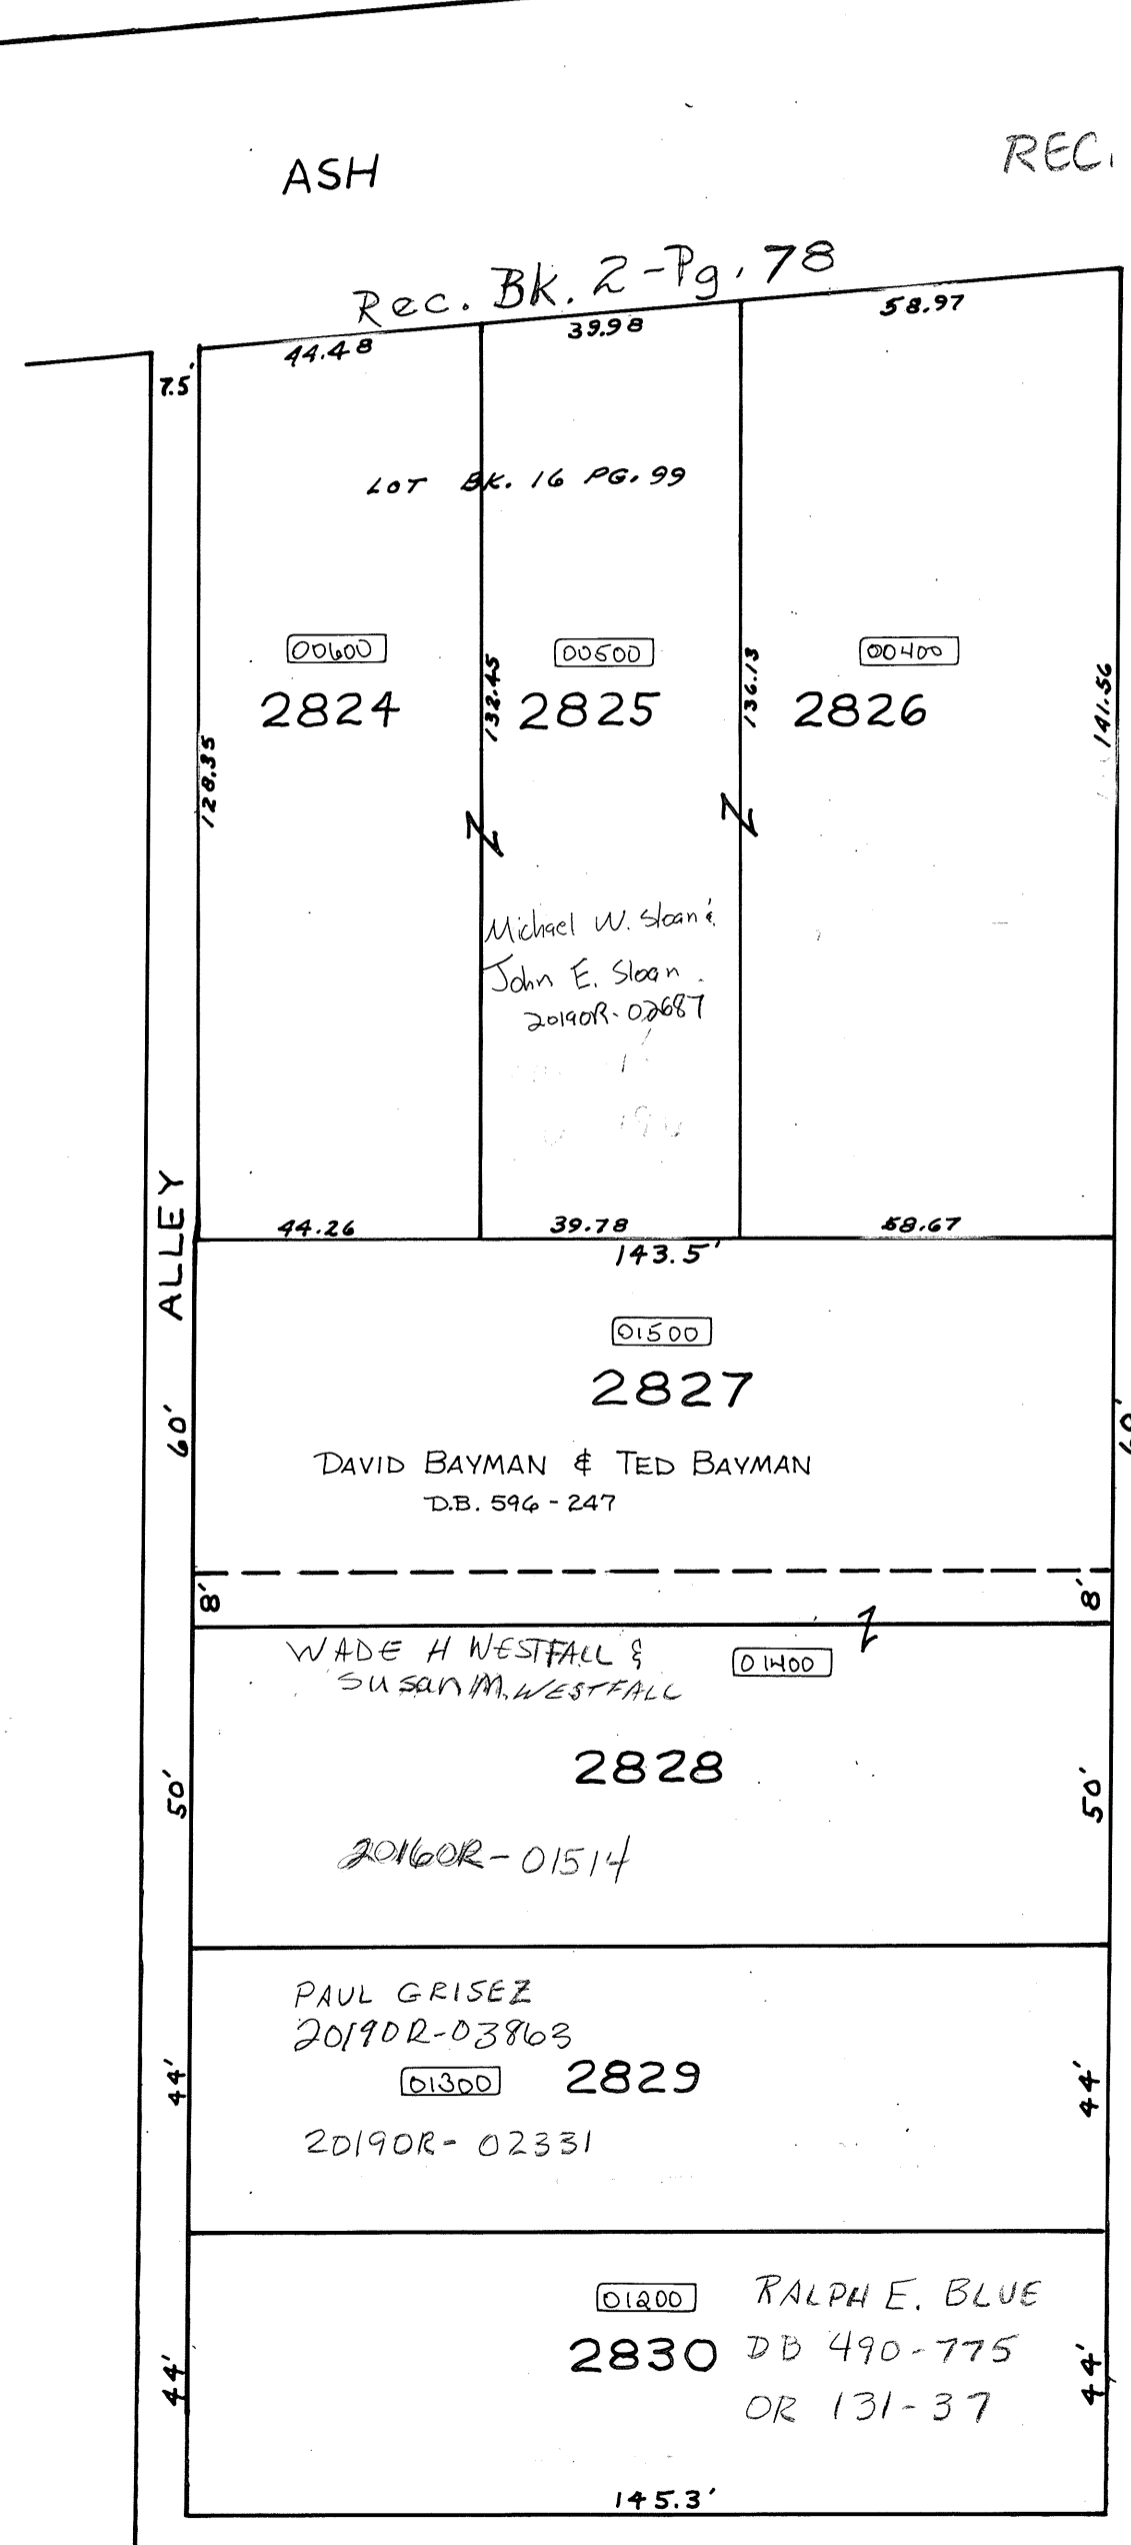 ASH
REC.
Rec. Bk. 2 - Pg. 78
44.48
39.98
58.97
7.5'
LOT BK. 16 PG. 99
00600
00500
00400
2824
2825
2826
128.35
132.45
136.13
141.56
Michael W. Sloan &
John E. Sloan
2019OR-02687
44.26
39.78
58.67
143.5'
ALLEY
01500
2827
60'
60'
DAVID BAYMAN & TED BAYMAN
D.B. 596-247
8'
8'
WADE H WESTFALL &
Susan M. WESTFALL
01400
2828
50'
50'
2016OR-01514
PAUL GRISEZ
2019OR-03863
01300
2829
44'
44'
2019OR-02331
01200
2830
RALPH E. BLUE
DB 490-775
OR 131-37
44'
44'
145.3'